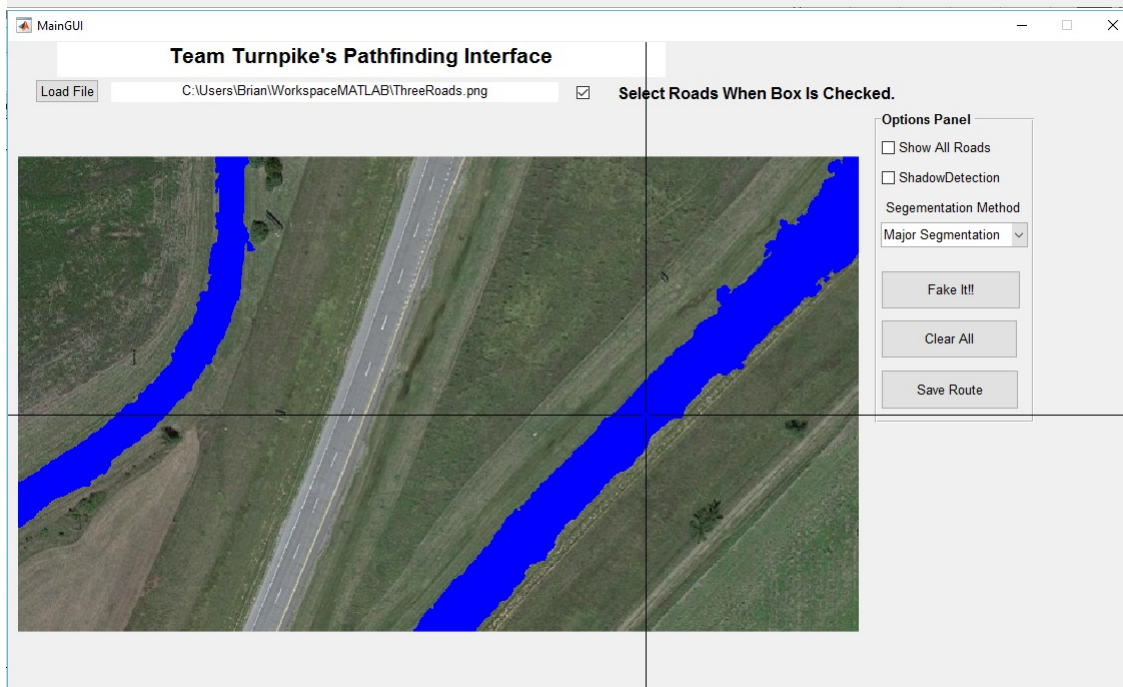 MainGUI
Team Turnpike's Pathfinding Interface
Load File
C:\Users\Brian\WorkspaceMATLAB\ThreeRoads.png
Select Roads When Box Is Checked.
Options Panel
Show All Roads
ShadowDetection
Segementation Method
Major Segmentation
Fake It!!
Clear All
Save Route